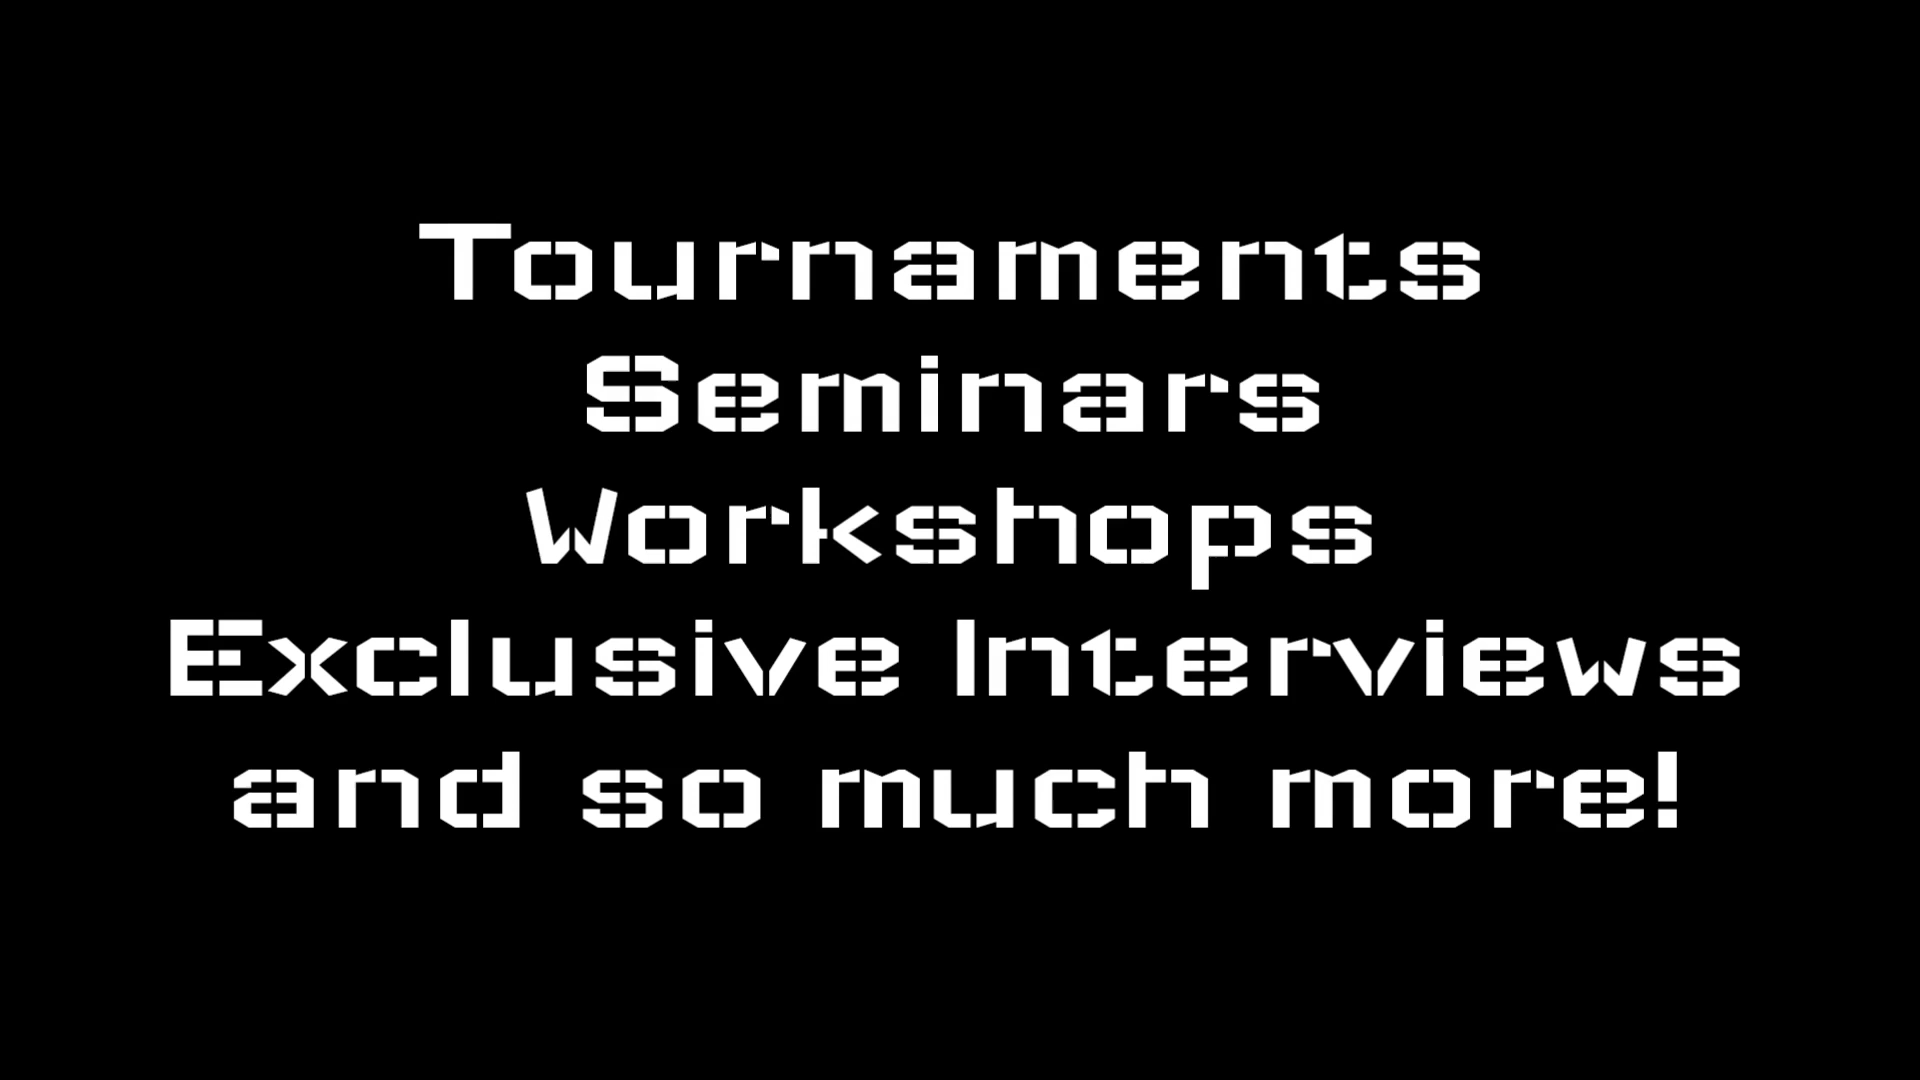 Tournaments
Seminars
Workshops
Exclusive Interviews
and so much more!